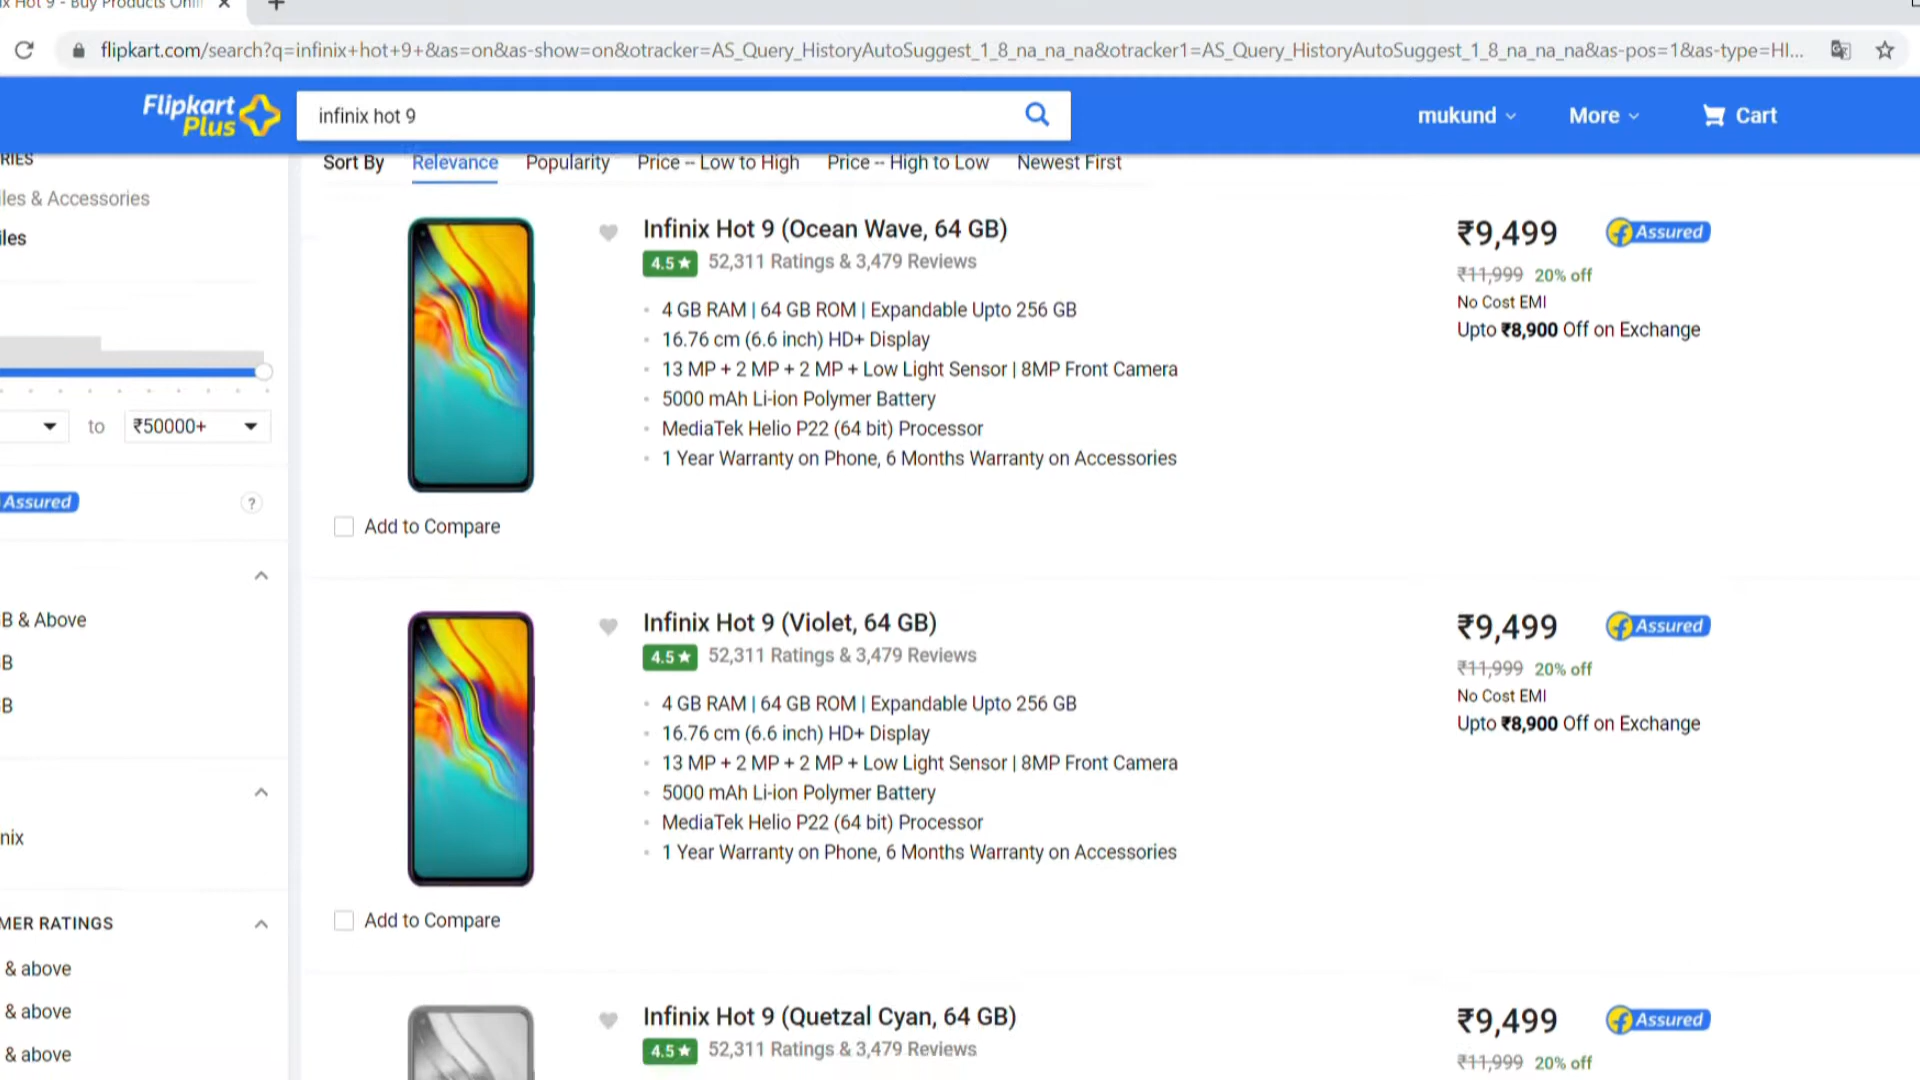 x Hot 9 - Buy Products Onli
flipkart.com/search?q=infinix+hot+9+&as=on&as-show=on&otracker=AS_Query_HistoryAutoSuggest_1_8_na_na_na&otracker1=AS_Query_HistoryAutoSuggest_1_8_na_na_na&as-pos=1&as-type=HI...
Flipkart
Plus
infinix hot 9
mukund
More
Cart
RIES
les & Accessories
iles
to
₹50000+
Assured
?
B & Above
B
B
nix
MER RATINGS
& above
& above
& above
Sort By Relevance Popularity Price -- Low to High Price -- High to Low Newest First
Infinix Hot 9 (Ocean Wave, 64 GB)
4.5★ 52,311 Ratings & 3,479 Reviews
4 GB RAM | 64 GB ROM | Expandable Upto 256 GB
16.76 cm (6.6 inch) HD+ Display
13 MP + 2 MP + 2 MP + Low Light Sensor | 8MP Front Camera
5000 mAh Li-ion Polymer Battery
MediaTek Helio P22 (64 bit) Processor
1 Year Warranty on Phone, 6 Months Warranty on Accessories
₹9,499 Assured
₹11,999 20% off
No Cost EMI
Upto ₹8,900 Off on Exchange
Add to Compare
Infinix Hot 9 (Violet, 64 GB)
4.5★ 52,311 Ratings & 3,479 Reviews
4 GB RAM | 64 GB ROM | Expandable Upto 256 GB
16.76 cm (6.6 inch) HD+ Display
13 MP + 2 MP + 2 MP + Low Light Sensor | 8MP Front Camera
5000 mAh Li-ion Polymer Battery
MediaTek Helio P22 (64 bit) Processor
1 Year Warranty on Phone, 6 Months Warranty on Accessories
₹9,499 Assured
₹11,999 20% off
No Cost EMI
Upto ₹8,900 Off on Exchange
Add to Compare
Infinix Hot 9 (Quetzal Cyan, 64 GB)
4.5★ 52,311 Ratings & 3,479 Reviews
₹9,499 Assured
₹11,999 20% off